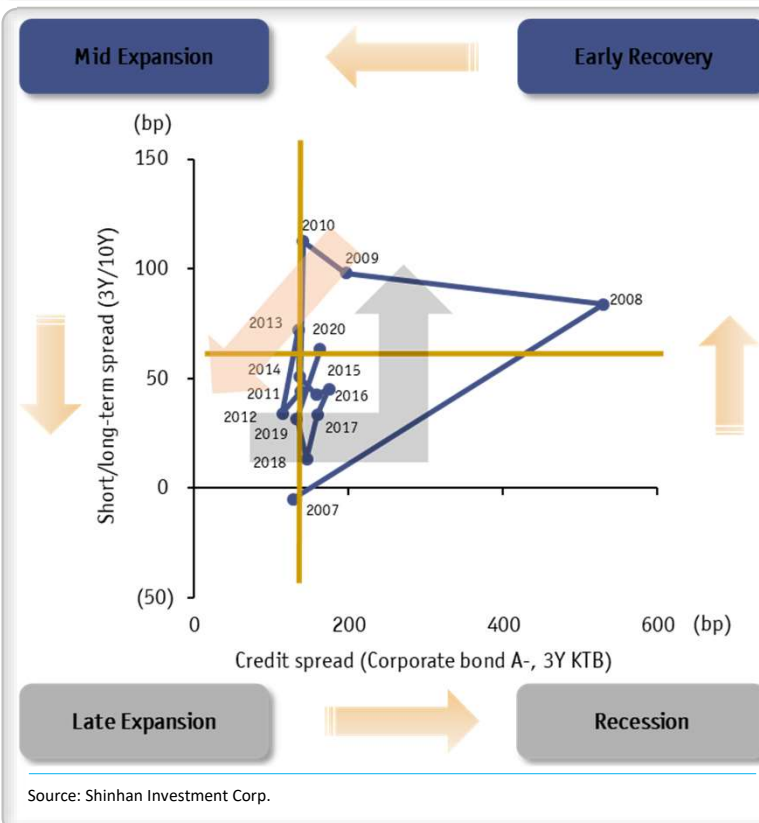 Mid Expansion
Early Recovery
(bp)
150
100
50
0
(50)
Short/long-term spread (3Y/10Y)
2010
2009
2008
2013
2020
2014
2015
2011
2016
2012
2017
2019
2018
2007
0 200 400 600 (bp)
Credit spread (Corporate bond A-, 3Y KTB)
Late Expansion
Recession
Source: Shinhan Investment Corp.